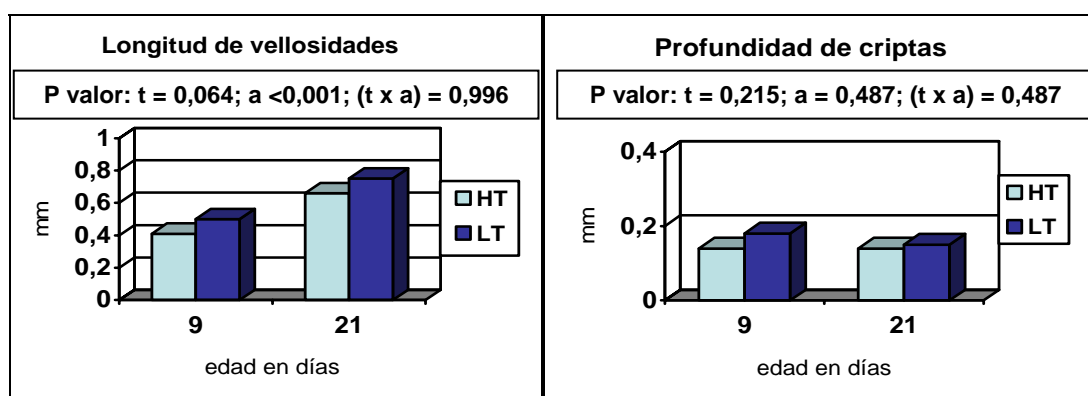 Longitud de vellosidades
P valor: t = 0,064; a <0,001; (t x a) = 0,996
1
0,8
0,6
0,4
0,2
0
mm
9
21
edad en días
HT
LT
Profundidad de criptas
P valor: t = 0,215; a = 0,487; (t x a) = 0,487
0,4
0,2
0
mm
9
21
edad en días
HT
LT